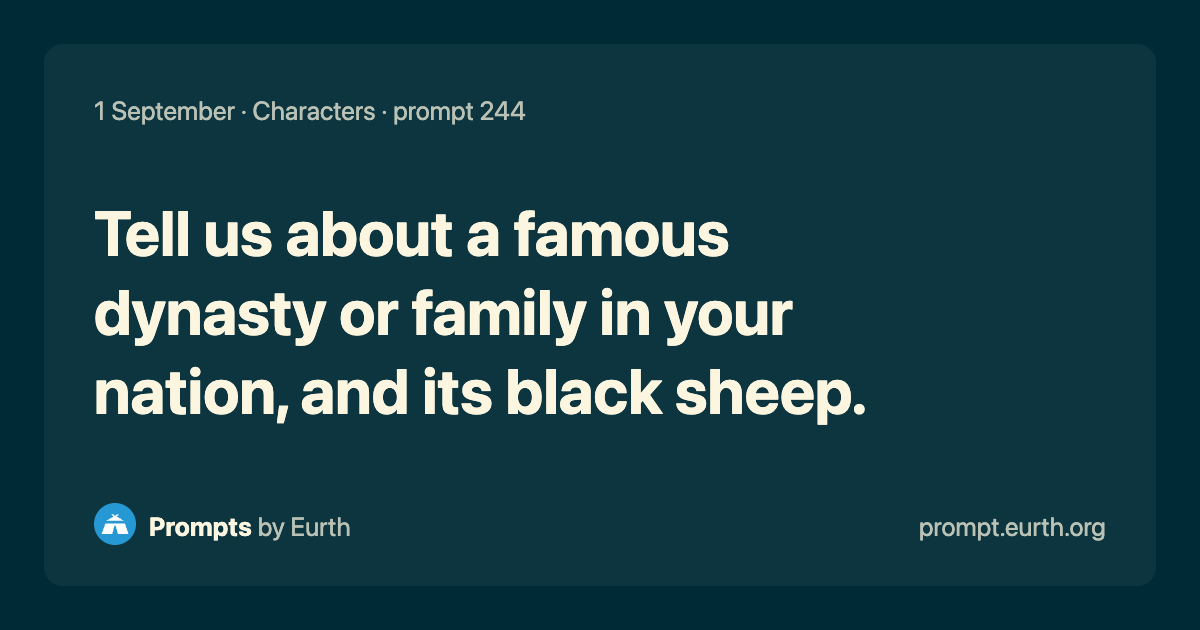 1 September · Characters · prompt 244
Tell us about a famous
dynasty or family in your
nation, and its black sheep.
Prompts by Eurth
prompt.eurth.org